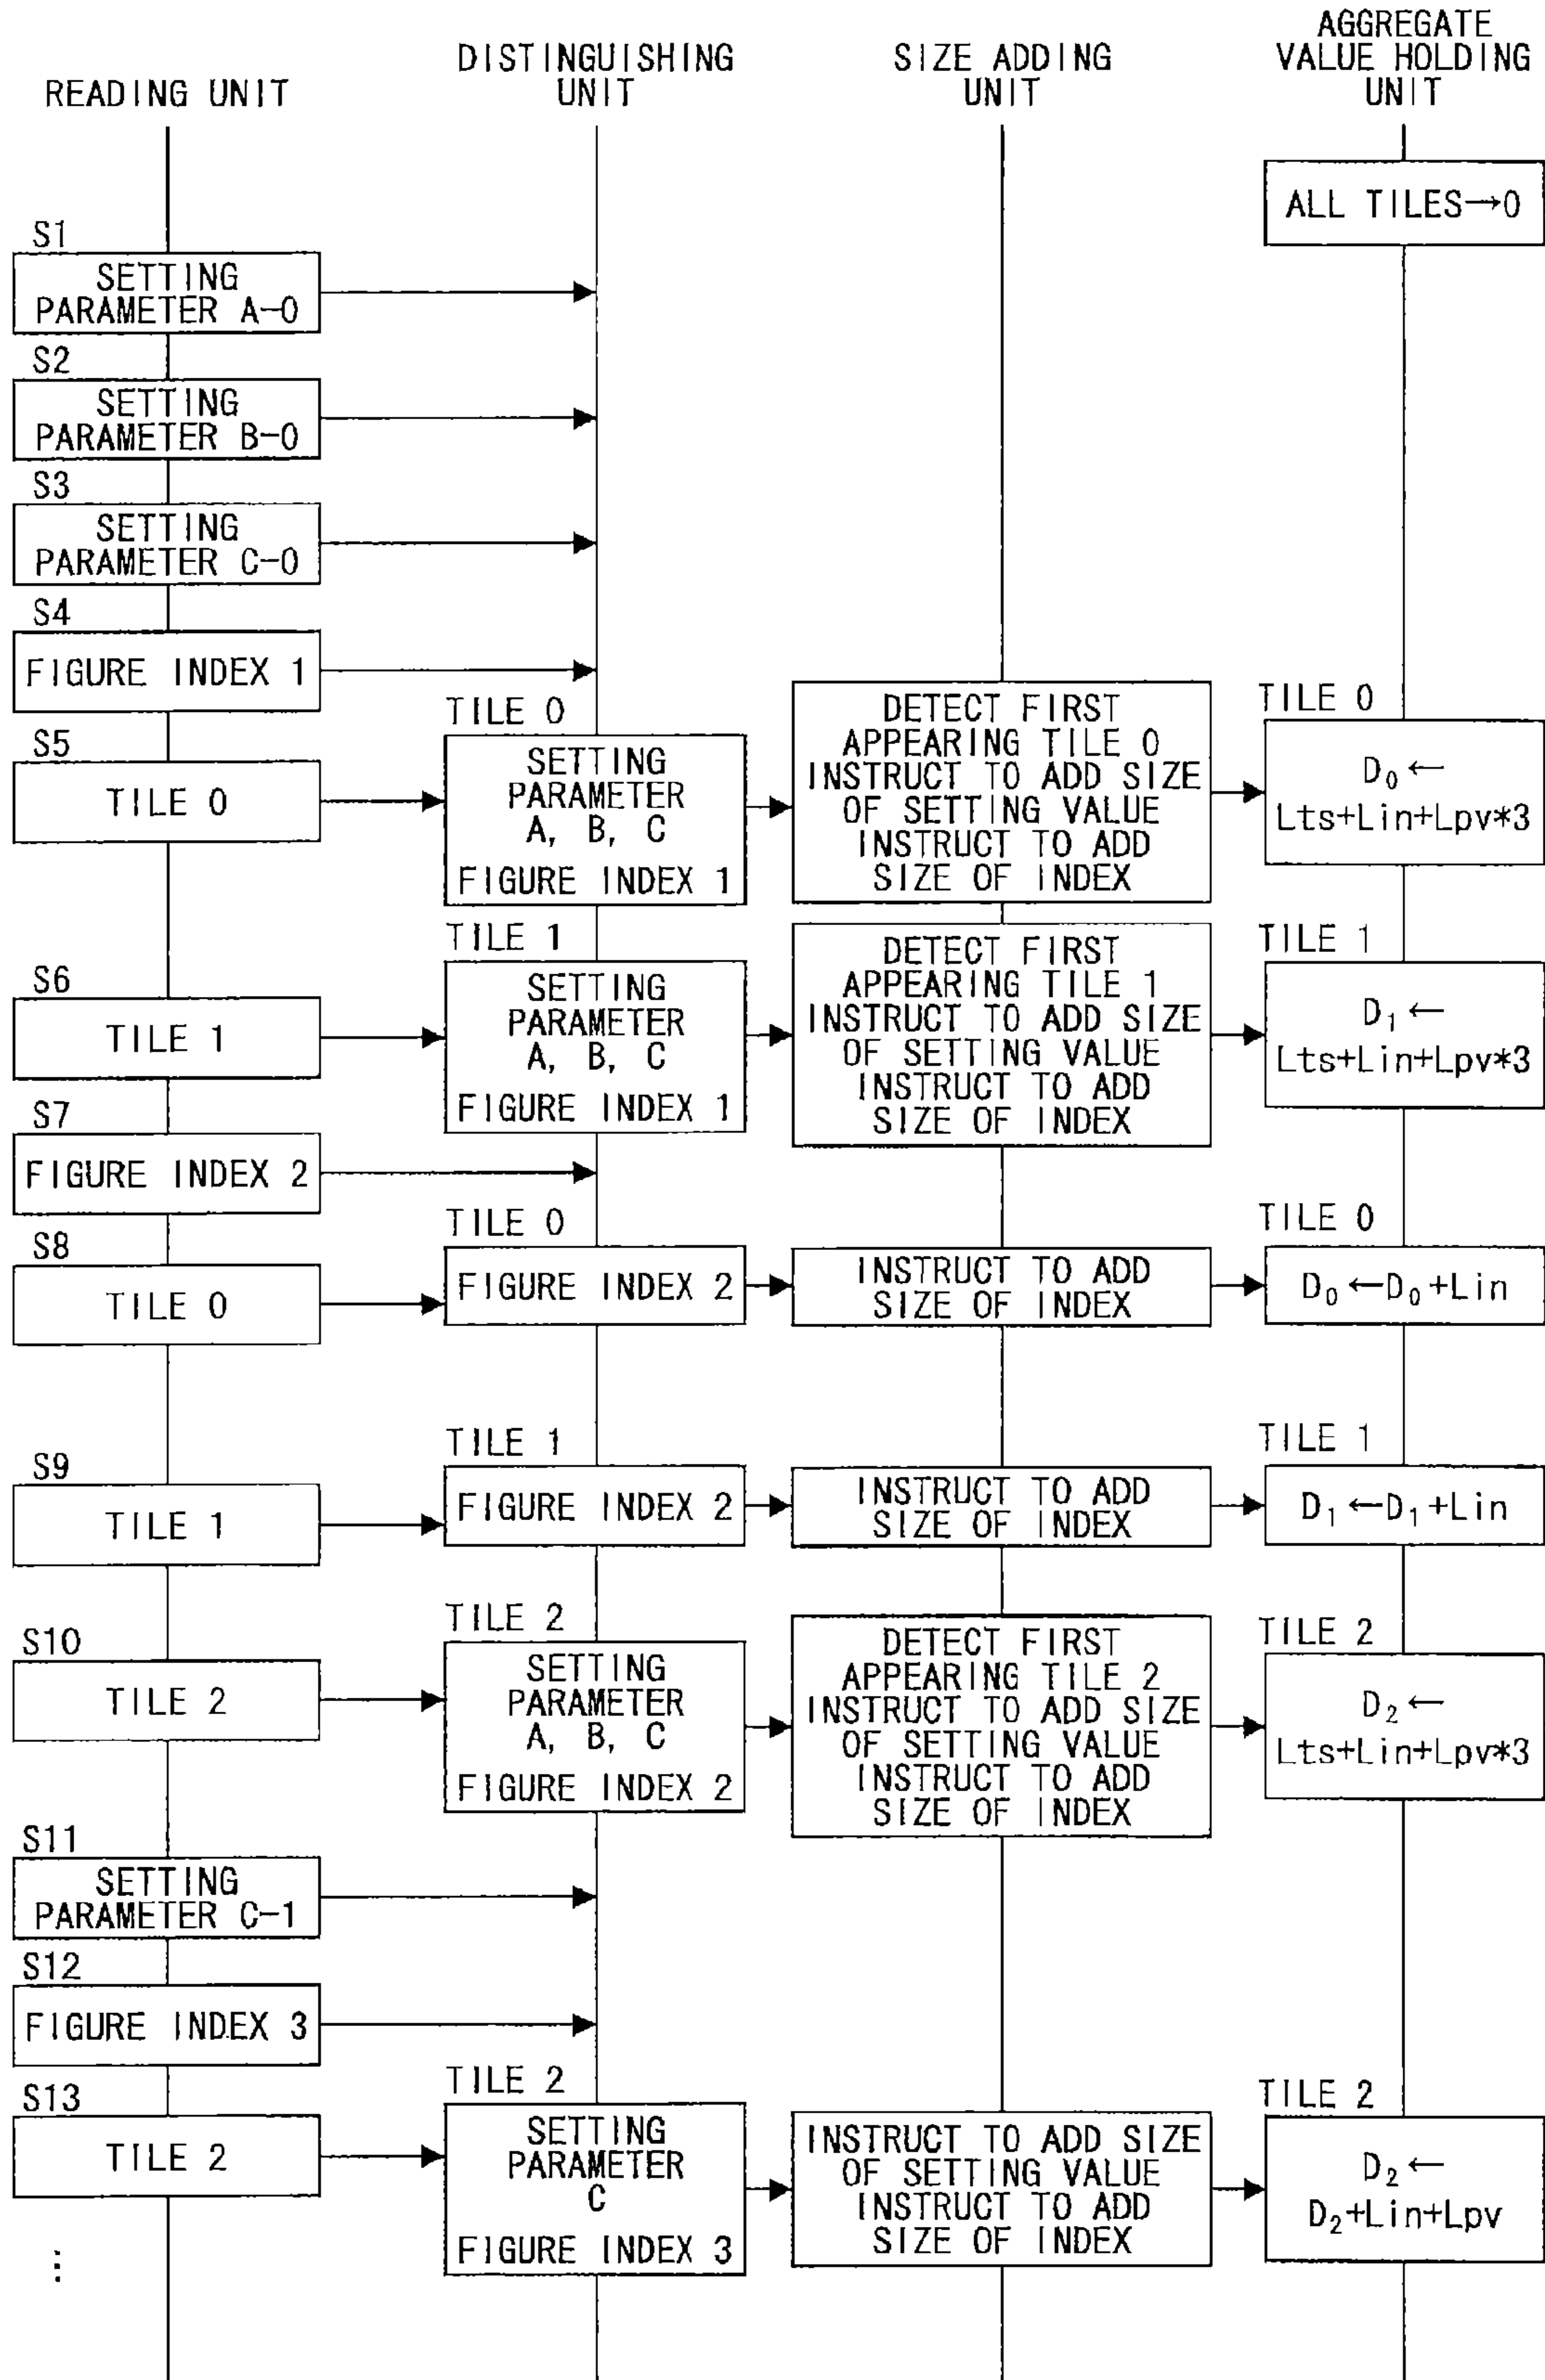 READING UNIT
DISTINGUISHING
UNIT
SIZE ADDING
UNIT
AGGREGATE
VALUE HOLDING
UNIT
ALL TILES→0
S1
SETTING
PARAMETER A-0
S2
SETTING
PARAMETER B-0
S3
SETTING
PARAMETER C-0
S4
FIGURE INDEX 1
S5
TILE 0
TILE 0
SETTING
PARAMETER
A, B, C
FIGURE INDEX 1
DETECT FIRST
APPEARING TILE 0
INSTRUCT TO ADD SIZE
OF SETTING VALUE
INSTRUCT TO ADD
SIZE OF INDEX
TILE 0
D₀←
Lts+Lin+Lpv*3
S6
TILE 1
TILE 1
SETTING
PARAMETER
A, B, C
FIGURE INDEX 1
DETECT FIRST
APPEARING TILE 1
INSTRUCT TO ADD SIZE
OF SETTING VALUE
INSTRUCT TO ADD
SIZE OF INDEX
TILE 1
D₁←
Lts+Lin+Lpv*3
S7
FIGURE INDEX 2
S8
TILE 0
TILE 0
FIGURE INDEX 2
INSTRUCT TO ADD
SIZE OF INDEX
TILE 0
D₀←D₀+Lin
S9
TILE 1
TILE 1
FIGURE INDEX 2
INSTRUCT TO ADD
SIZE OF INDEX
TILE 1
D₁←D₁+Lin
S10
TILE 2
TILE 2
SETTING
PARAMETER
A, B, C
FIGURE INDEX 2
DETECT FIRST
APPEARING TILE 2
INSTRUCT TO ADD SIZE
OF SETTING VALUE
INSTRUCT TO ADD
SIZE OF INDEX
TILE 2
D₂←
Lts+Lin+Lpv*3
S11
SETTING
PARAMETER C-1
S12
FIGURE INDEX 3
S13
TILE 2
TILE 2
SETTING
PARAMETER
C
FIGURE INDEX 3
INSTRUCT TO ADD SIZE
OF SETTING VALUE
INSTRUCT TO ADD
SIZE OF INDEX
TILE 2
D₂←
D₂+Lin+Lpv
⋮